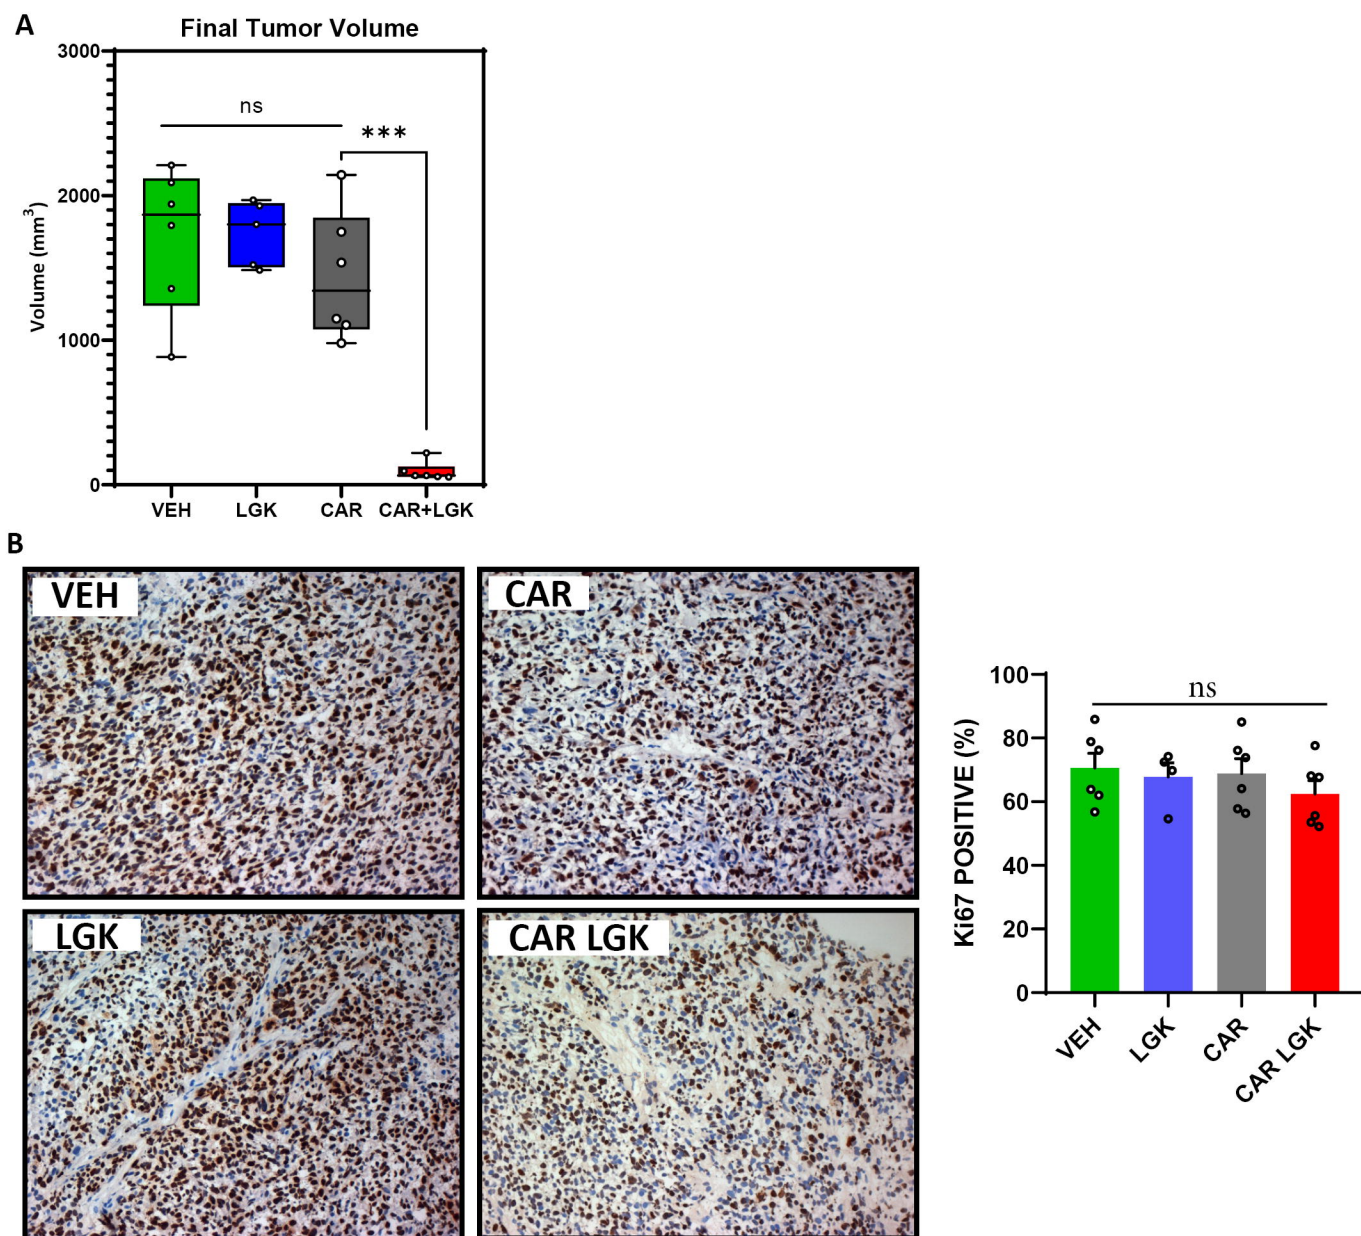 A
Final Tumor Volume
3000
ns
***
2000
Volume (mm³)
1000
0
VEH LGK CAR CAR+LGK
B
VEH
CAR
LGK
CAR LGK
100
ns
80
60
Ki67 POSITIVE (%)
40
20
0
VEH
LGK
CAR
CAR LGK